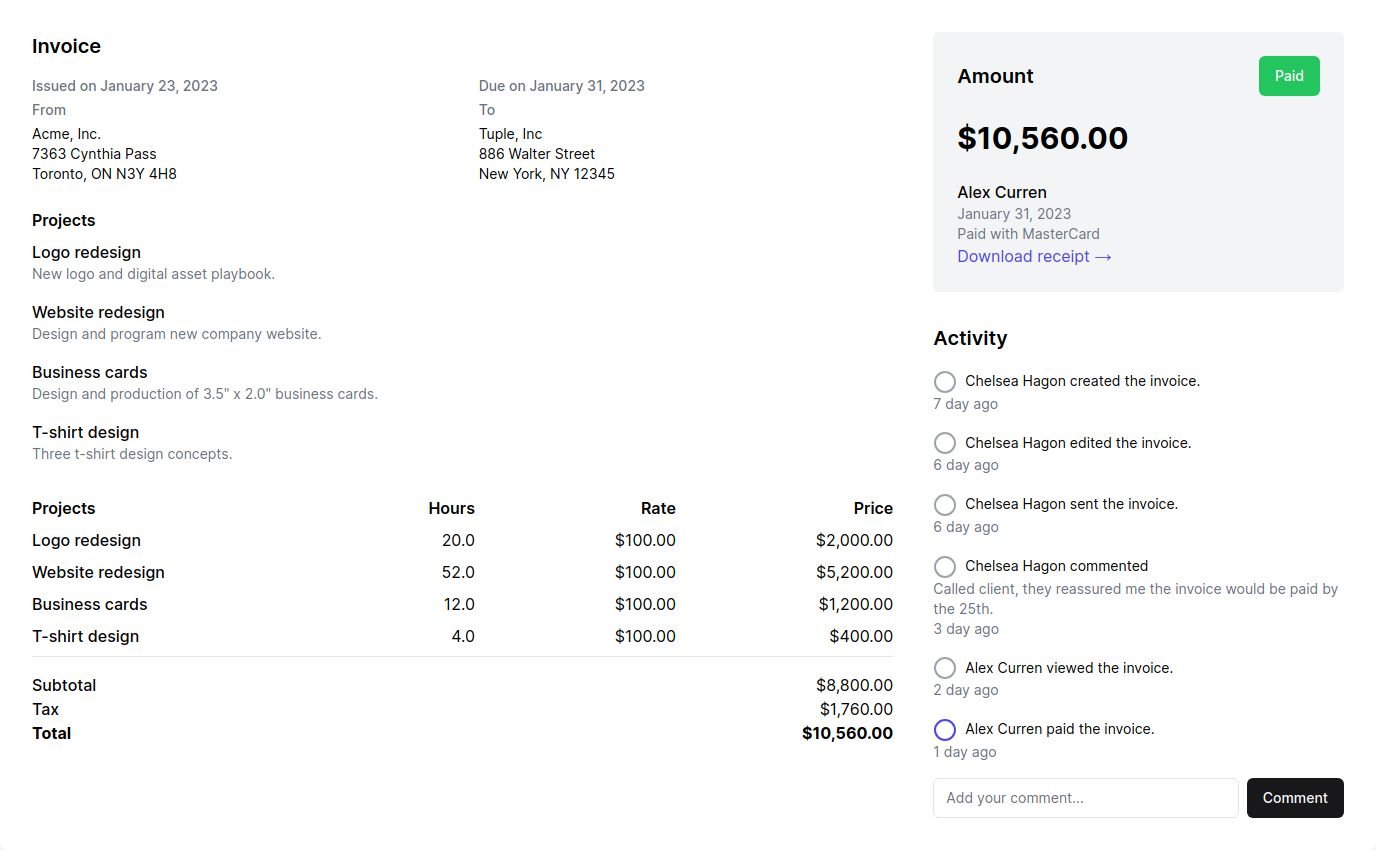 Invoice
Issued on January 23, 2023
Due on January 31, 2023
From
To
Acme, Inc.
7363 Cynthia Pass
Toronto, ON N3Y 4H8
Tuple, Inc
886 Walter Street
New York, NY 12345
Projects
Logo redesign
New logo and digital asset playbook.
Website redesign
Design and program new company website.
Business cards
Design and production of 3.5" x 2.0" business cards.
T-shirt design
Three t-shirt design concepts.
Projects Hours Rate Price
Logo redesign 20.0 $100.00 $2,000.00
Website redesign 52.0 $100.00 $5,200.00
Business cards 12.0 $100.00 $1,200.00
T-shirt design 4.0 $100.00 $400.00
Subtotal $8,800.00
Tax $1,760.00
Total $10,560.00
Amount
Paid
$10,560.00
Alex Curren
January 31, 2023
Paid with MasterCard
Download receipt →
Activity
Chelsea Hagon created the invoice.
7 day ago
Chelsea Hagon edited the invoice.
6 day ago
Chelsea Hagon sent the invoice.
6 day ago
Chelsea Hagon commented
Called client, they reassured me the invoice would be paid by
the 25th.
3 day ago
Alex Curren viewed the invoice.
2 day ago
Alex Curren paid the invoice.
1 day ago
Add your comment...
Comment